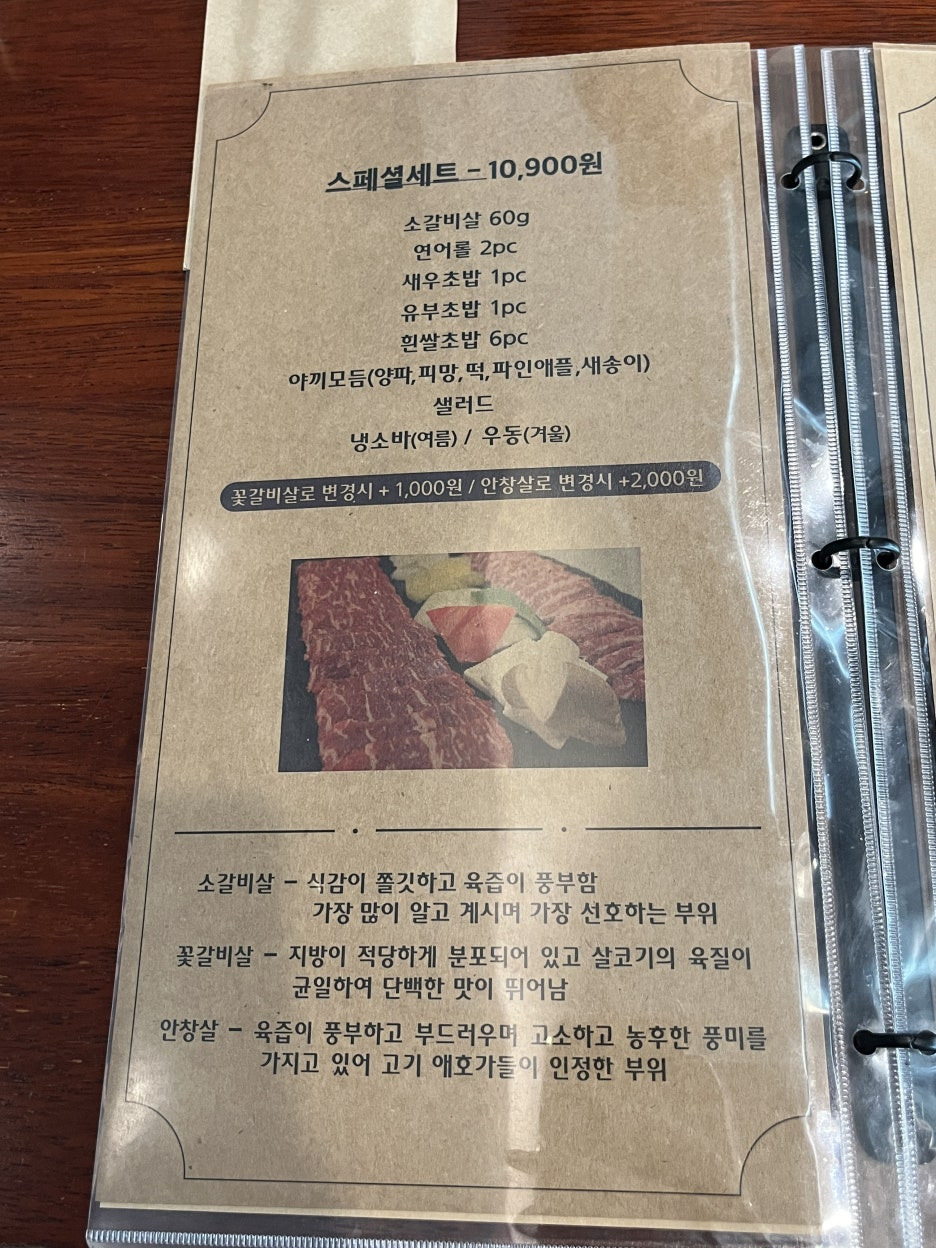 스페셜세트 - 10,900원
소갈비살 60g
연어롤 2pc
새우초밥 1pc
유부초밥 1pc
흰쌀초밥 6pc
야끼모듬(양파,피망,떡,파인애플,새송이)
샐러드
냉소바(여름) / 우동(겨울)
꽃갈비살로 변경시 + 1,000원 / 안창살로 변경시 +2,000원
소갈비살 - 식감이 쫄깃하고 육즙이 풍부함
가장 많이 알고 계시며 가장 선호하는 부위
꽃갈비살 - 지방이 적당하게 분포되어 있고 살코기의 육질이
균일하여 단백한 맛이 뛰어남
안창살 - 육즙이 풍부하고 부드러우며 고소하고 농후한 풍미를
가지고 있어 고기 애호가들이 인정한 부위